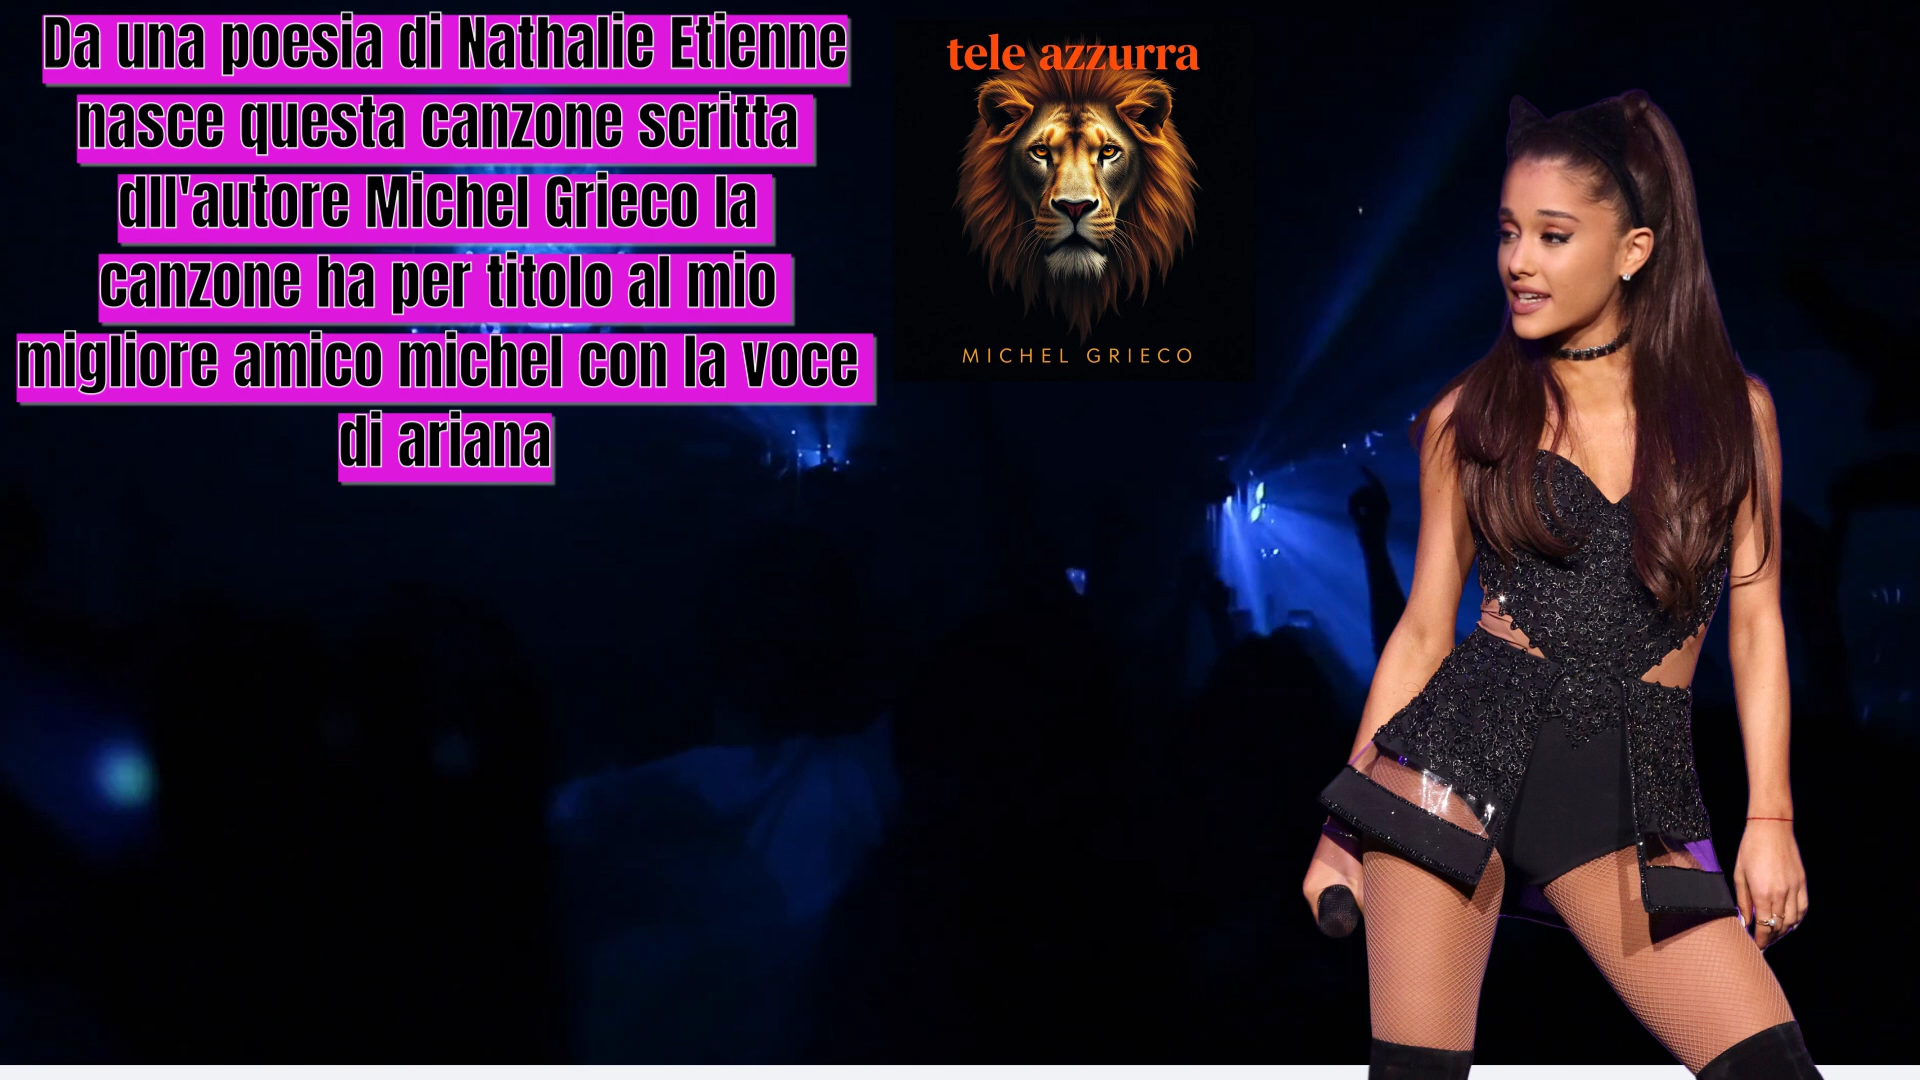 Da una poesia di Nathalie Etienne
nasce questa canzone scritta
dll'autore Michel Grieco la
canzone ha per titolo al mio
migliore amico michel con la voce
di ariana
tele azzurra
MICHEL GRIECO